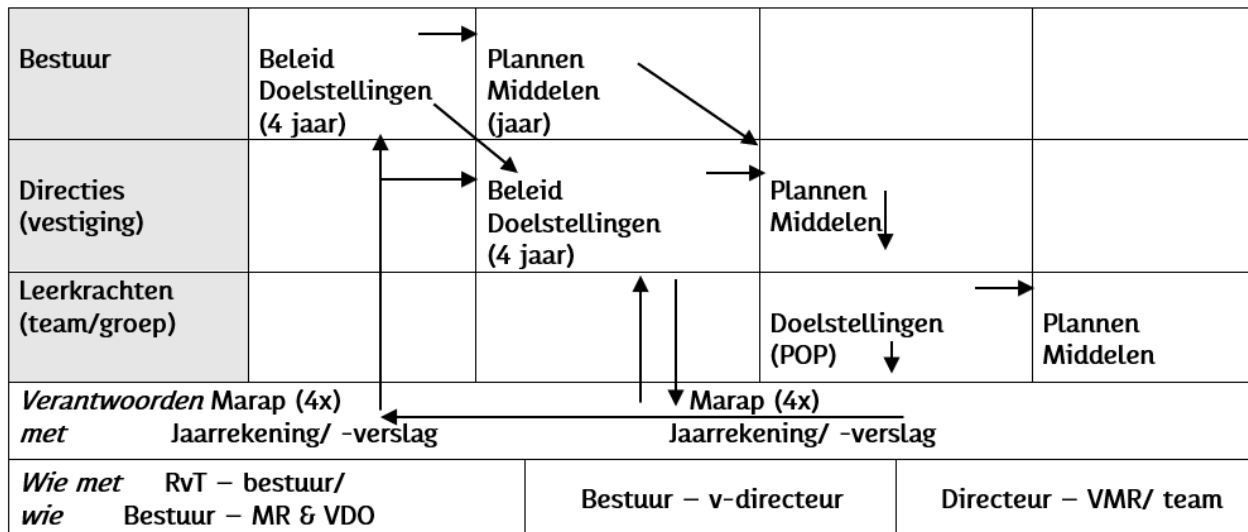 Bestuur
Beleid
Doelstellingen
(4 jaar)
Plannen
Middelen
(jaar)
Directies
(vestiging)
Beleid
Doelstellingen
(4 jaar)
Plannen
Middelen
Leerkrachten
(team/groep)
Doelstellingen
(POP)
Plannen
Middelen
Verantwoorden Marap (4x) Marap (4x)
met Jaarrekening/ -verslag Jaarrekening/ -verslag
Wie met RvT – bestuur/
wie Bestuur – MR & VDO
Bestuur – v-directeur
Directeur – VMR/ team